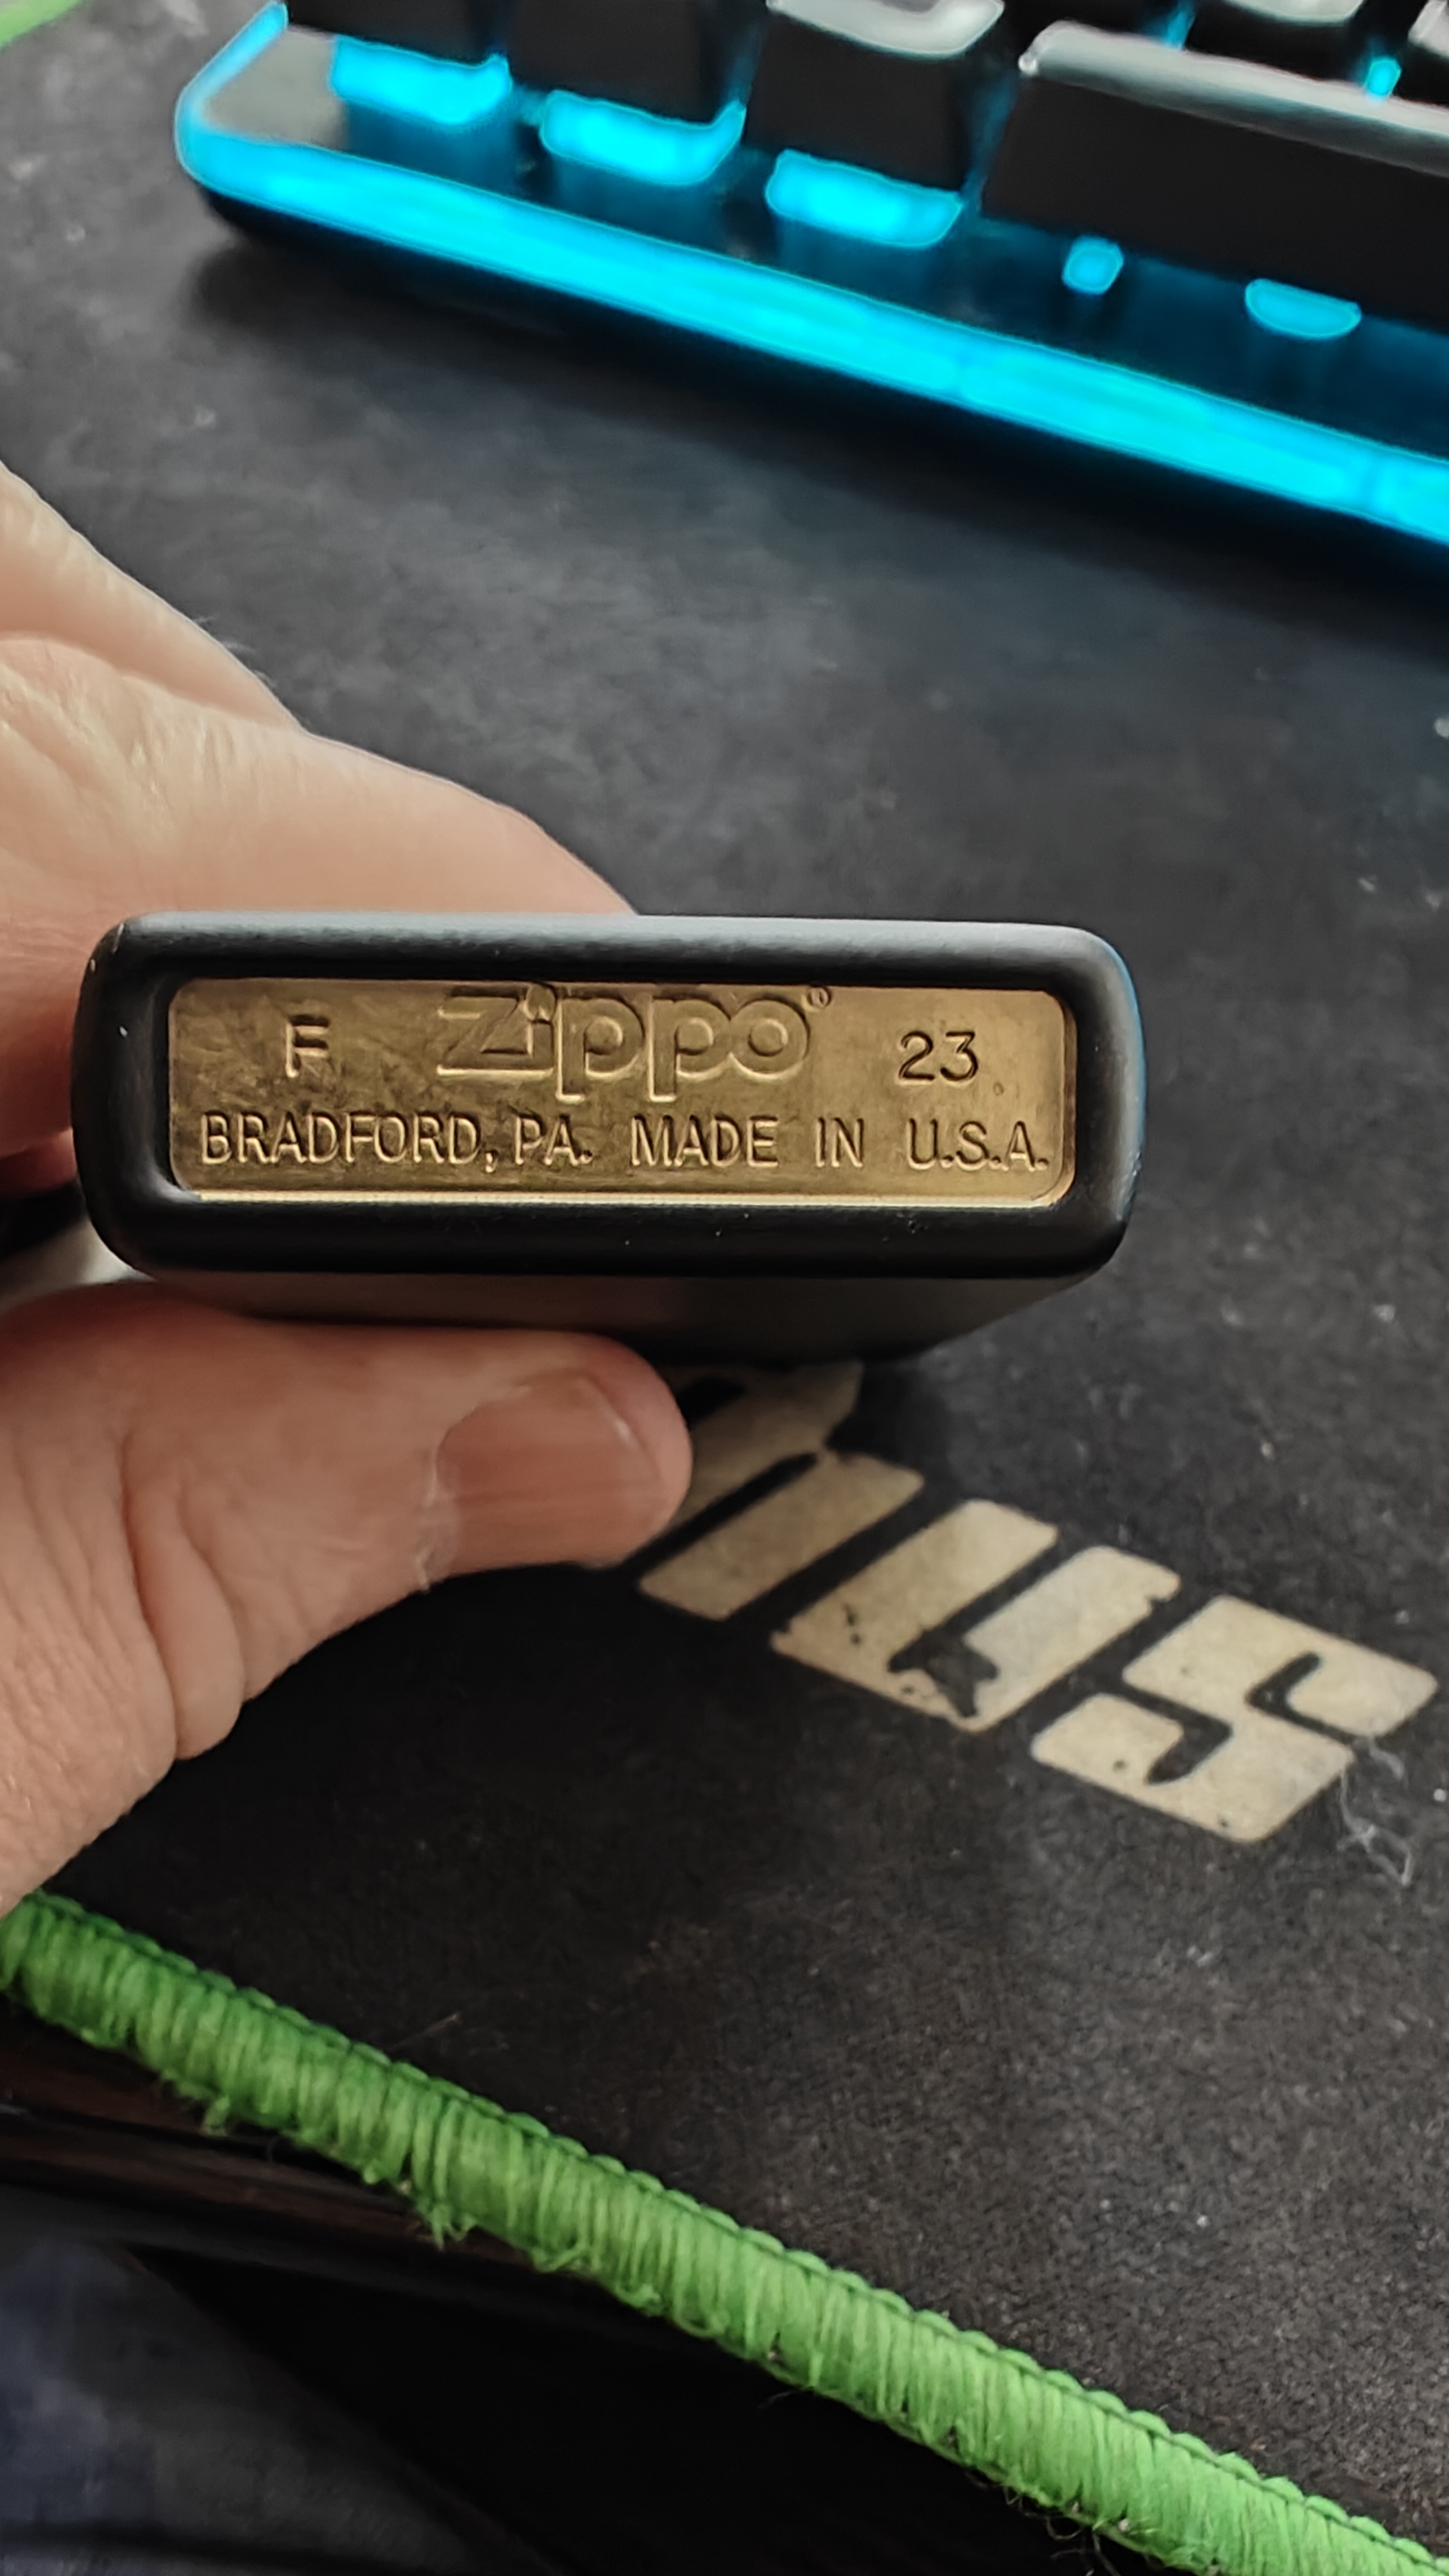 F Zippo® 23
BRADFORD, PA. MADE IN U.S.A.